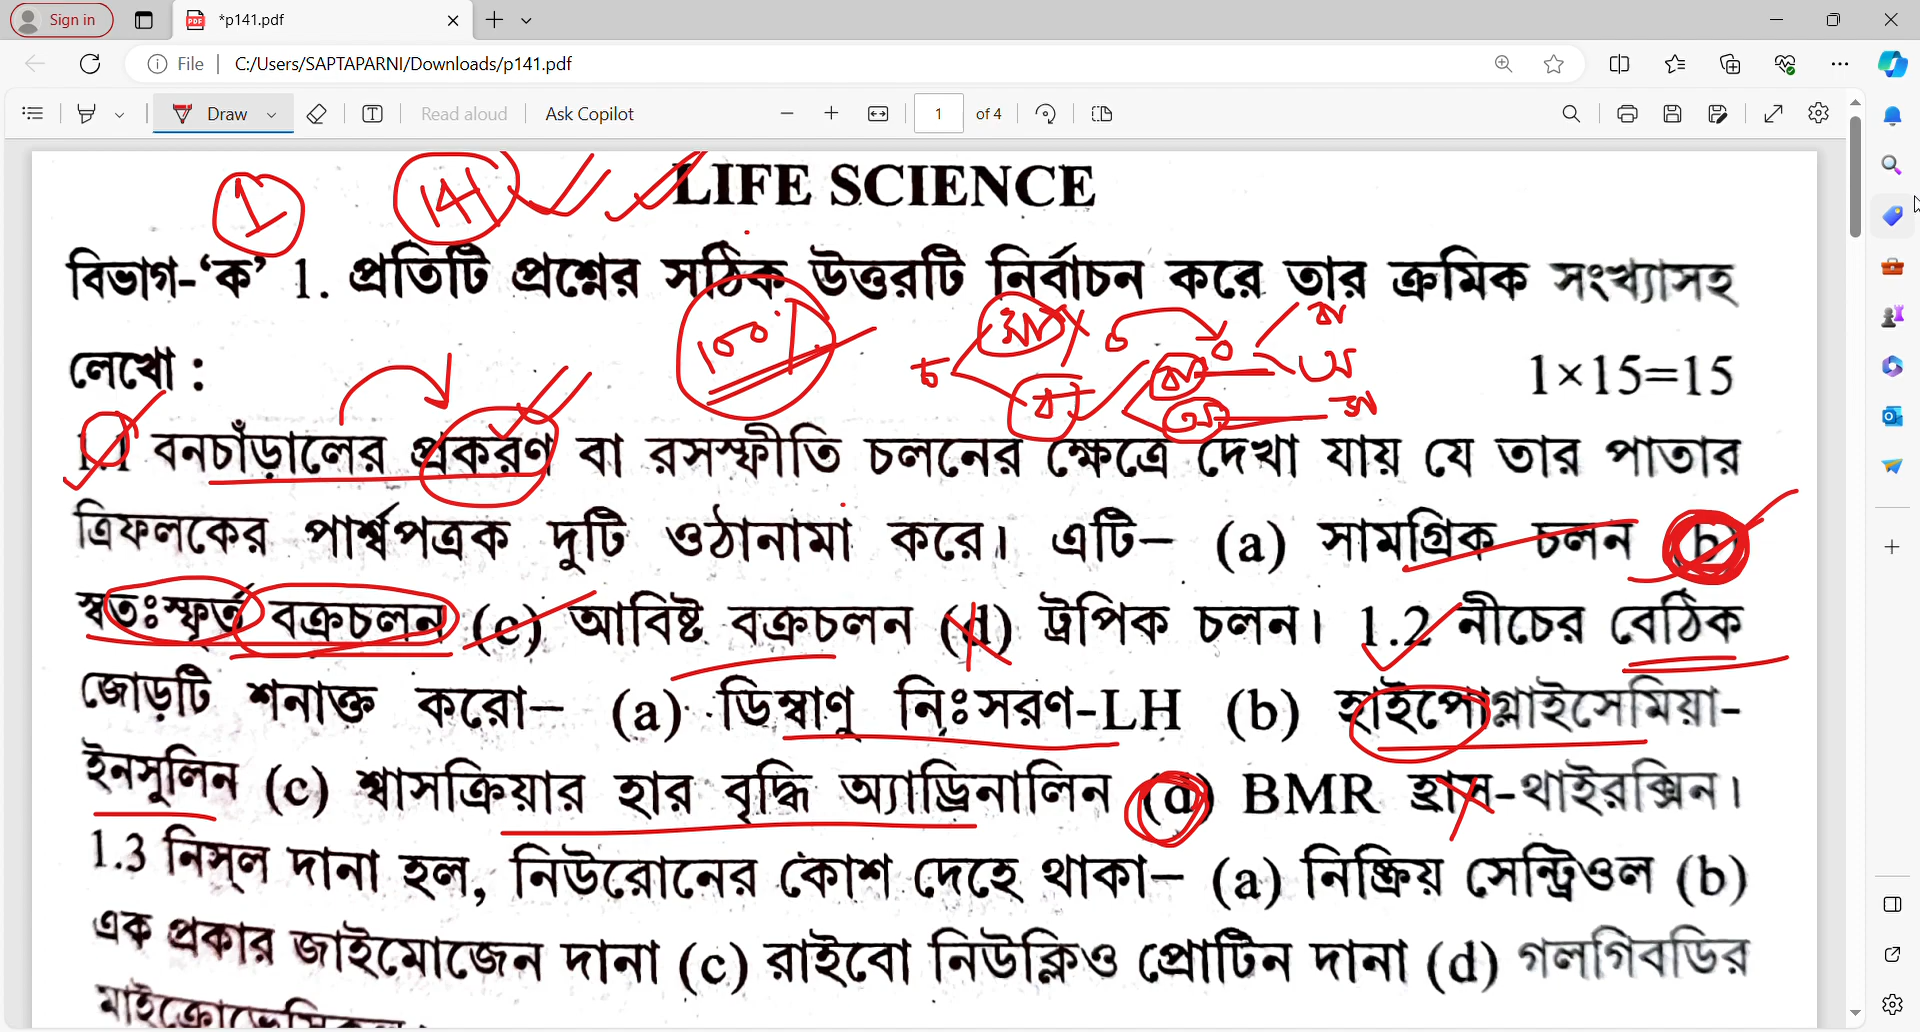 Sign in
*p141.pdf
File
C:/Users/SAPTAPARNI/Downloads/p141.pdf
Draw
Read aloud
Ask Copilot
1 of 4
1 141
LIFE SCIENCE
বিভাগ-‘ক’ 1. প্রতিটি প্রশ্নের সঠিক উত্তরটি নির্বাচন করে তার ক্রমিক সংখ্যাসহ
লেখো : 1×15=15
1.1 বনচাঁড়ালের প্রকরণ বা রসস্ফীতি চলনের ক্ষেত্রে দেখা যায় যে তার পাতার
ত্রিফলকের পার্শ্বপত্রক দুটি ওঠানামা করে। এটি– (a) সামগ্রিক চলন (b)
স্বতঃস্ফূর্ত বক্রচলন (c) আবিষ্ট বক্রচলন (d) ট্রপিক চলন। 1.2 নীচের বেঠিক
জোড়টি শনাক্ত করো– (a) ডিম্বাণু নিঃসরণ-LH (b) হাইপোগ্লাইসেমিয়া-
ইনসুলিন (c) শ্বাসক্রিয়ার হার বৃদ্ধি অ্যাড্রিনালিন (d) BMR হ্রাস-থাইরক্সিন।
1.3 নিস্‌ল দানা হল, নিউরোনের কোশ দেহে থাকা– (a) নিষ্ক্রিয় সেন্ট্রিওল (b)
এক প্রকার জাইমোজেন দানা (c) রাইবো নিউক্লিও প্রোটিন দানা (d) গলগিবডির